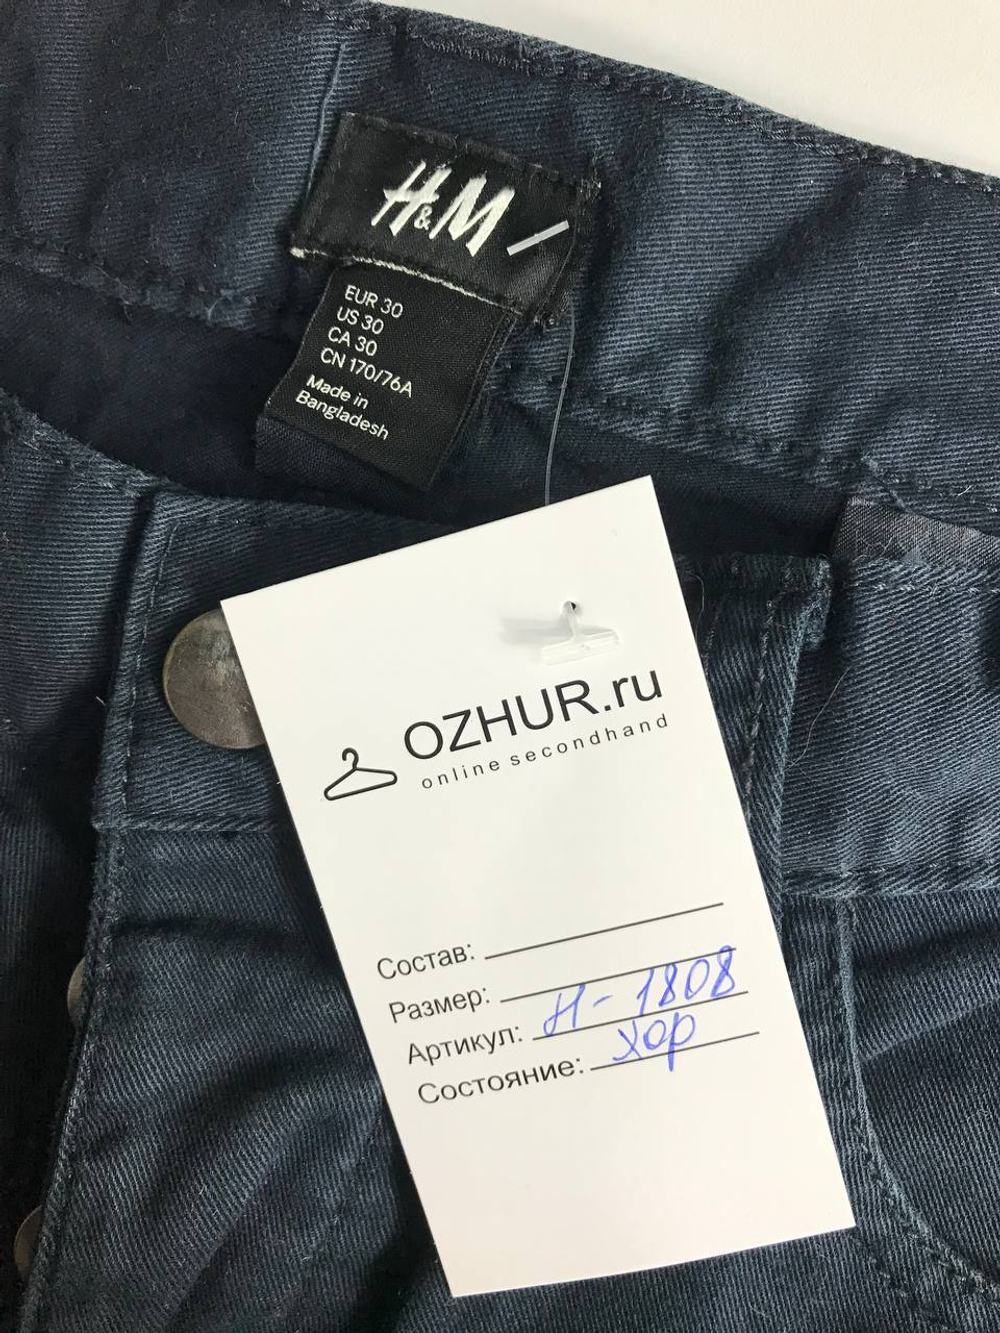 H&M
EUR 30
US 30
CA 30
CN 170/76A
Made in
Bangladesh
OZHUR.ru
online secondhand
Состав:
Размер:
Артикул: Н-1808
Состояние: хор